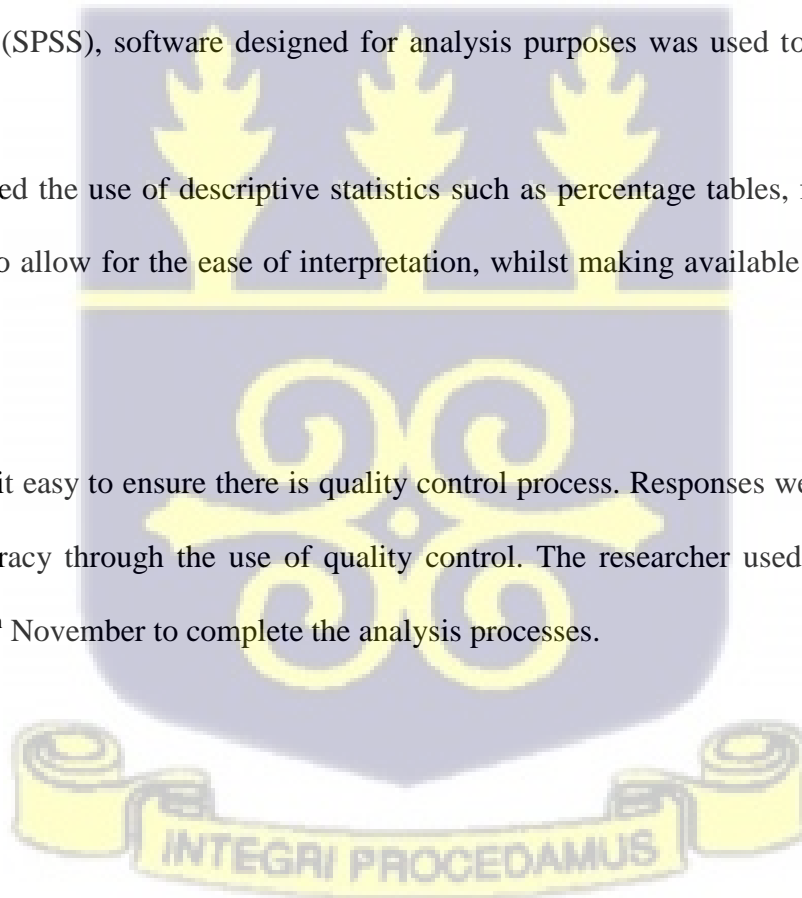 (SPSS), software designed for analysis purposes was used to
ed the use of descriptive statistics such as percentage tables,
o allow for the ease of interpretation, whilst making available
it easy to ensure there is quality control process. Responses we
racy through the use of quality control. The researcher used
November to complete the analysis processes.
INTEGRI PROCEDAMUS